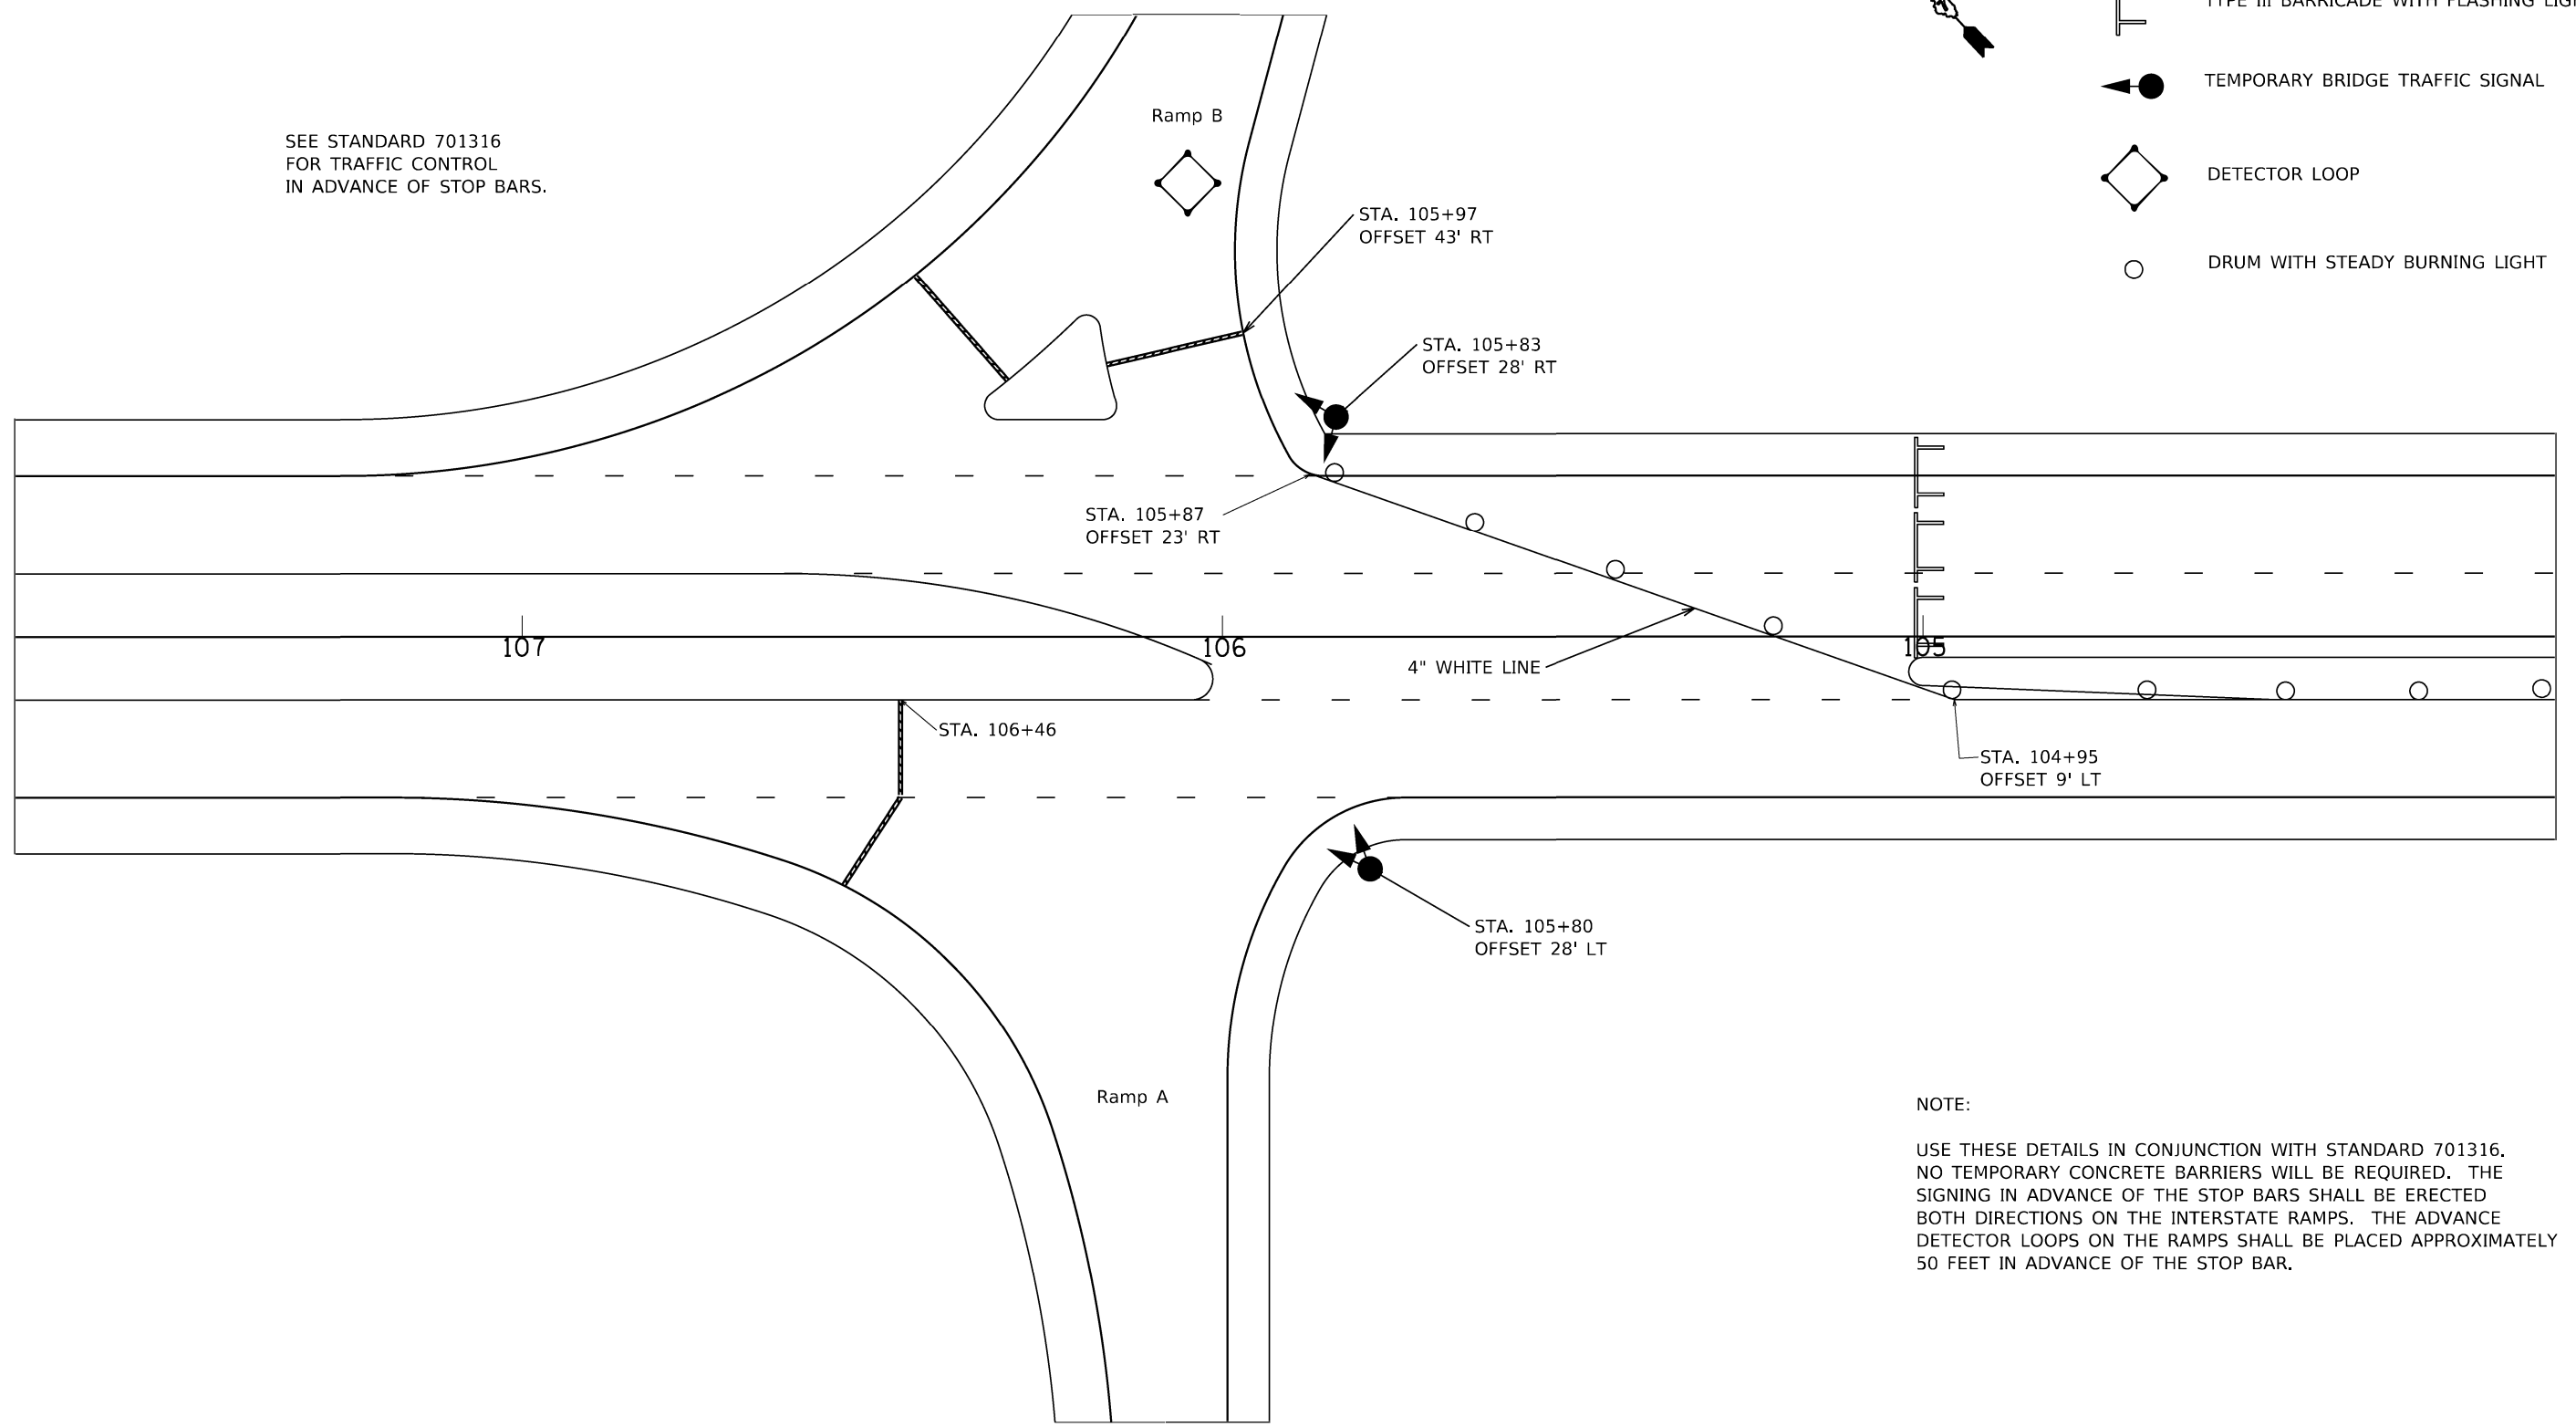 TYPE III BARRICADE WITH FLASHING
TEMPORARY BRIDGE TRAFFIC SIGNAL
DETECTOR LOOP
DRUM WITH STEADY BURNING LIGHT
Ramp B
SEE STANDARD 701316
FOR TRAFFIC CONTROL
IN ADVANCE OF STOP BARS.
STA. 105+97
OFFSET 43' RT
STA. 105+83
OFFSET 28' RT
STA. 105+87
OFFSET 23' RT
107
106
105
4" WHITE LINE
STA. 106+46
STA. 104+95
OFFSET 9' LT
STA. 105+80
OFFSET 28' LT
Ramp A
NOTE:
USE THESE DETAILS IN CONJUNCTION WITH STANDARD 701316.
NO TEMPORARY CONCRETE BARRIERS WILL BE REQUIRED. THE
SIGNING IN ADVANCE OF THE STOP BARS SHALL BE ERECTED
BOTH DIRECTIONS ON THE INTERSTATE RAMPS. THE ADVANCE
DETECTOR LOOPS ON THE RAMPS SHALL BE PLACED APPROXIMATELY
50 FEET IN ADVANCE OF THE STOP BAR.